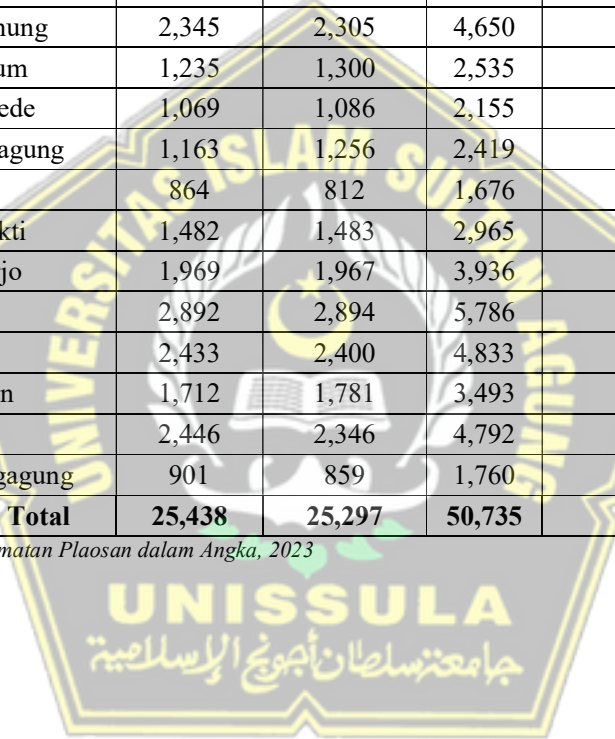 nung 2,345 2,305 4,650
um 1,235 1,300 2,535
ede 1,069 1,086 2,155
agung 1,163 1,256 2,419
864 812 1,676
kti 1,482 1,483 2,965
jo 1,969 1,967 3,936
2,892 2,894 5,786
2,433 2,400 4,833
n 1,712 1,781 3,493
2,446 2,346 4,792
gagung 901 859 1,760
Total 25,438 25,297 50,735
matan Plaosan dalam Angka, 2023
UNIVERSITAS ISLAM SULTAN AGUNG
UNISSULA
جامعة سلطان أجونج الإسلامية